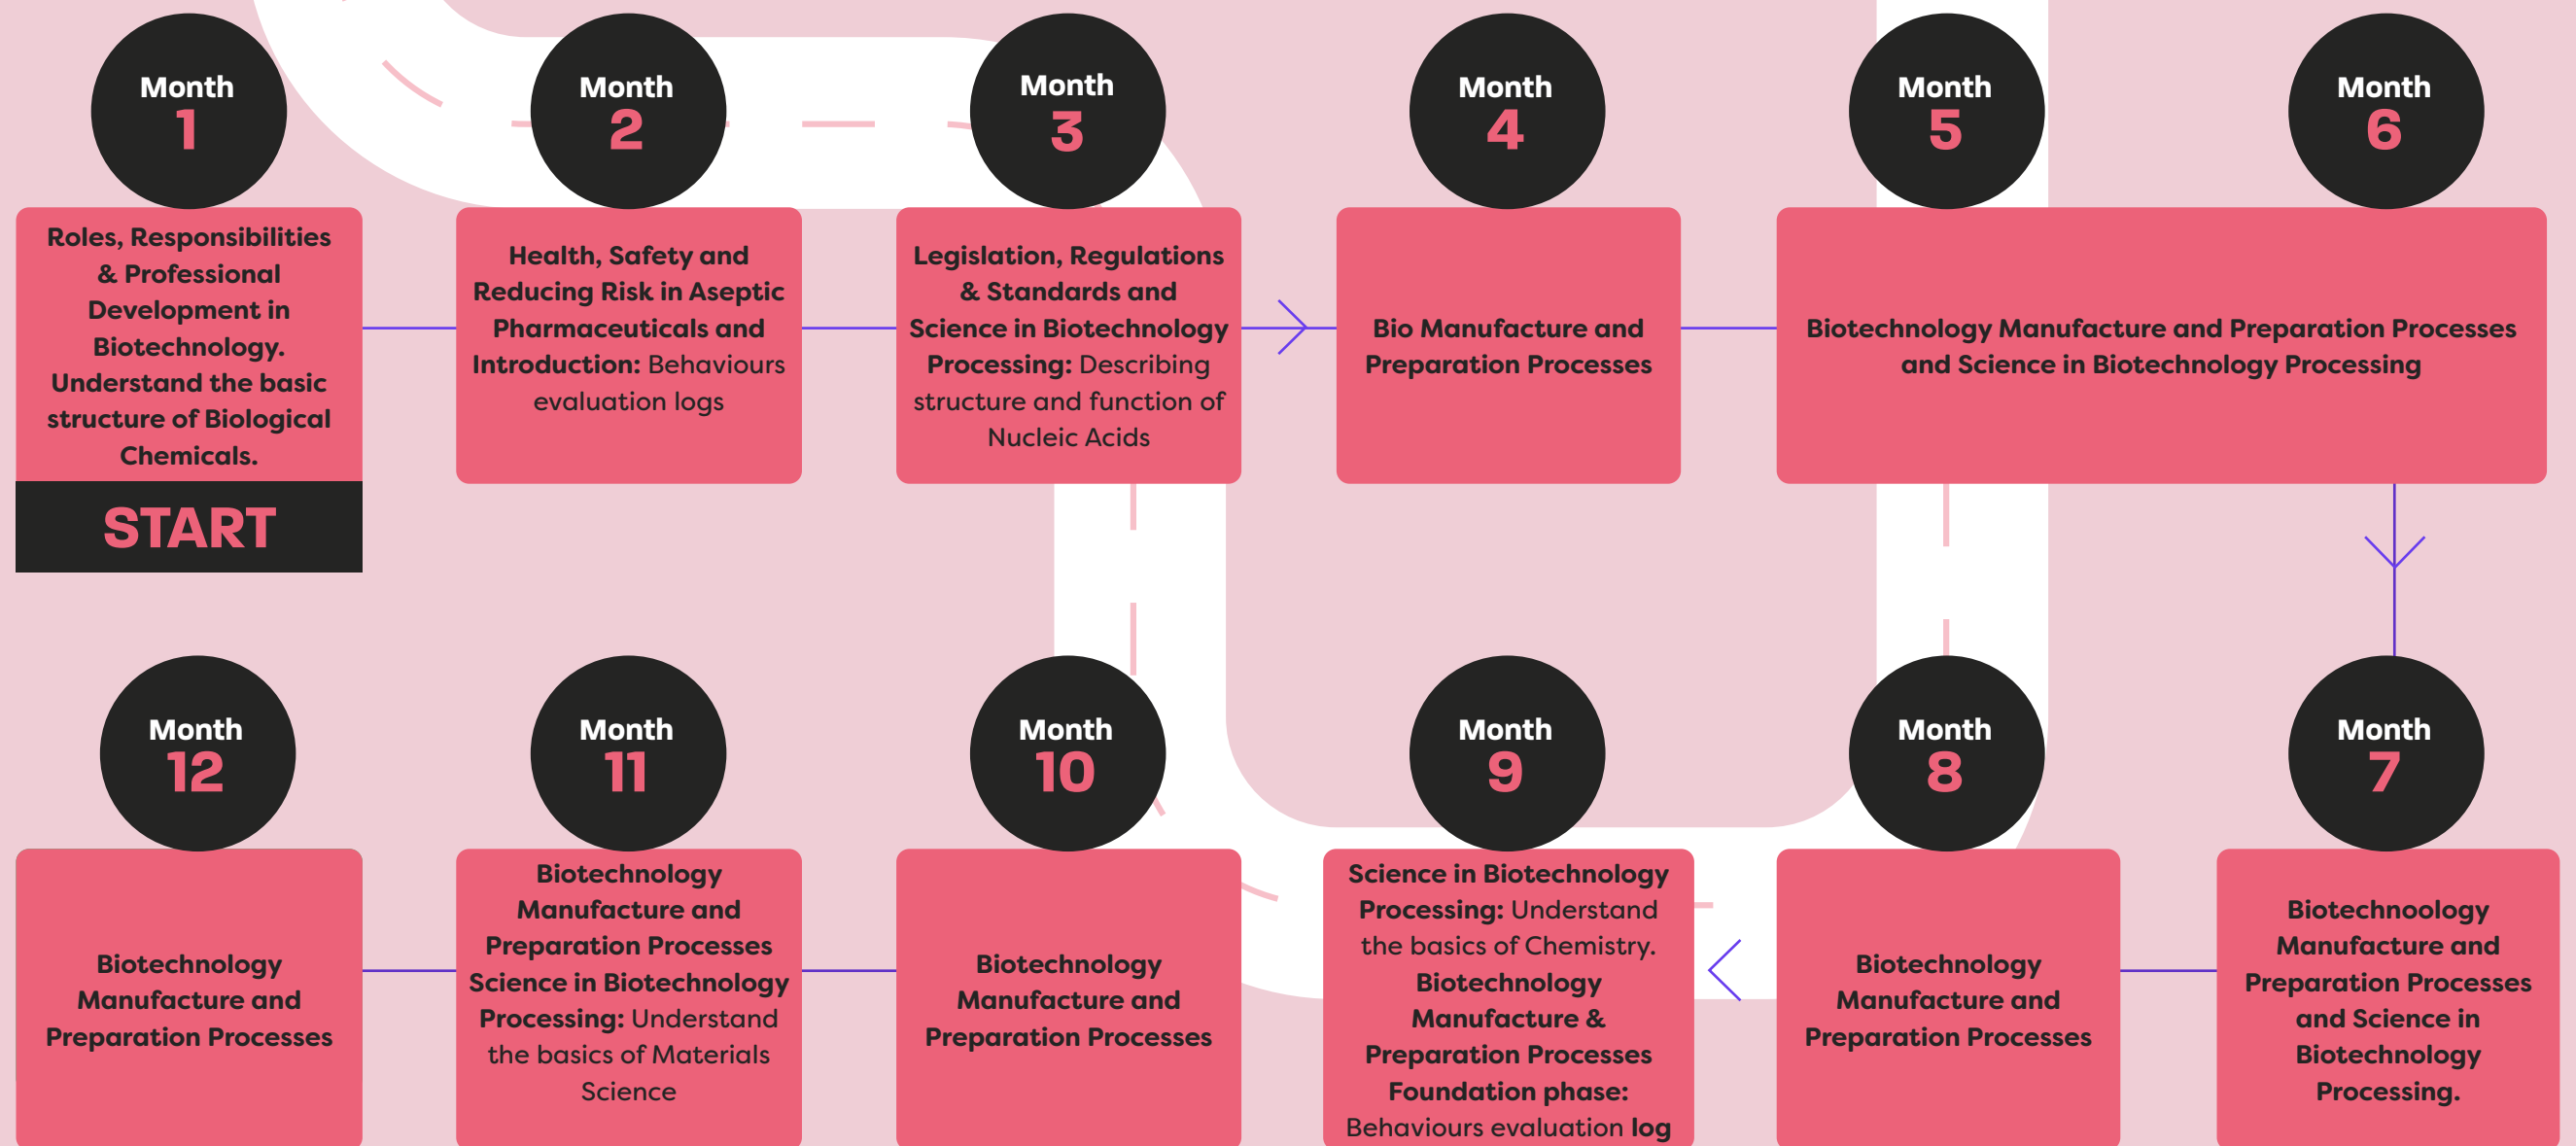 Month
1
Roles, Responsibilities
& Professional
Development in
Biotechnology.
Understand the basic
structure of Biological
Chemicals.
START
Month
2
Health, Safety and
Reducing Risk in Aseptic
Pharmaceuticals and
Introduction: Behaviours
evaluation logs
Month
3
Legislation, Regulations
& Standards and
Science in Biotechnology
Processing: Describing
structure and function of
Nucleic Acids
Month
4
Bio Manufacture and
Preparation Processes
Month
5
Month
6
Biotechnology Manufacture and Preparation Processes
and Science in Biotechnology Processing
Month
7
Biotechnoology
Manufacture and
Preparation Processes
and Science in
Biotechnology
Processing.
Month
8
Biotechnology
Manufacture and
Preparation Processes
Month
9
Science in Biotechnology
Processing: Understand
the basics of Chemistry.
Biotechnology
Manufacture &
Preparation Processes
Foundation phase:
Behaviours evaluation log
Month
10
Biotechnology
Manufacture and
Preparation Processes
Month
11
Biotechnology
Manufacture and
Preparation Processes
Science in Biotechnology
Processing: Understand
the basics of Materials
Science
Month
12
Biotechnology
Manufacture and
Preparation Processes